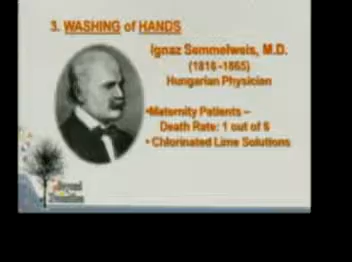 3. WASHING of HANDS
Ignaz Semmelweis, M.D.
(1818-1865)
Hungarian Physician
•Maternity Patients –
Death Rate: 1 out of 6
• Chlorinated Lime Solutions